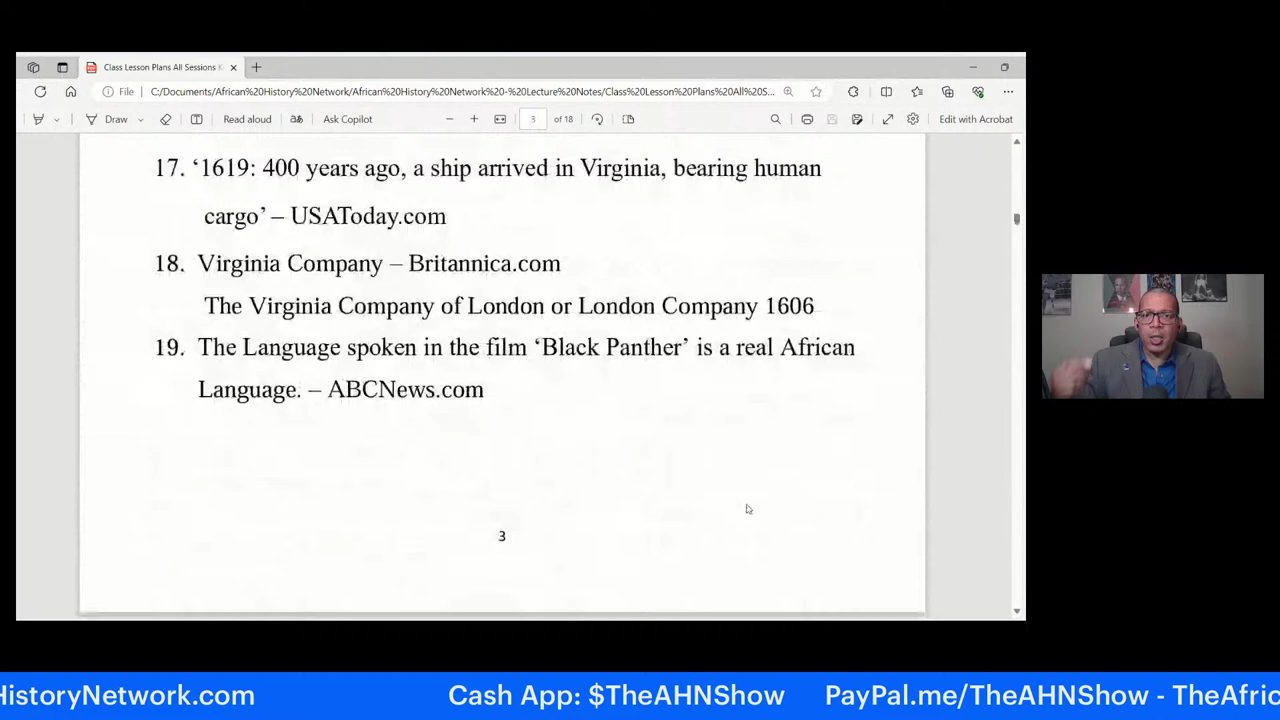 Class Lesson Plans All Sessions
File
C:/Documents/African%20History%20Network/African%20History%20Network%20-%20Lecture%20Notes/Class%20Lesson%20Plans%20All%20S...
Draw
Read aloud
Ask Copilot
3
of 18
Edit with Acrobat
17. ‘1619: 400 years ago, a ship arrived in Virginia, bearing human
cargo’ – USAToday.com
18. Virginia Company – Britannica.com
The Virginia Company of London or London Company 1606
19. The Language spoken in the film ‘Black Panther’ is a real African
Language. – ABCNews.com
3
HistoryNetwork.com Cash App: $TheAHNShow PayPal.me/TheAHNShow - TheAfric